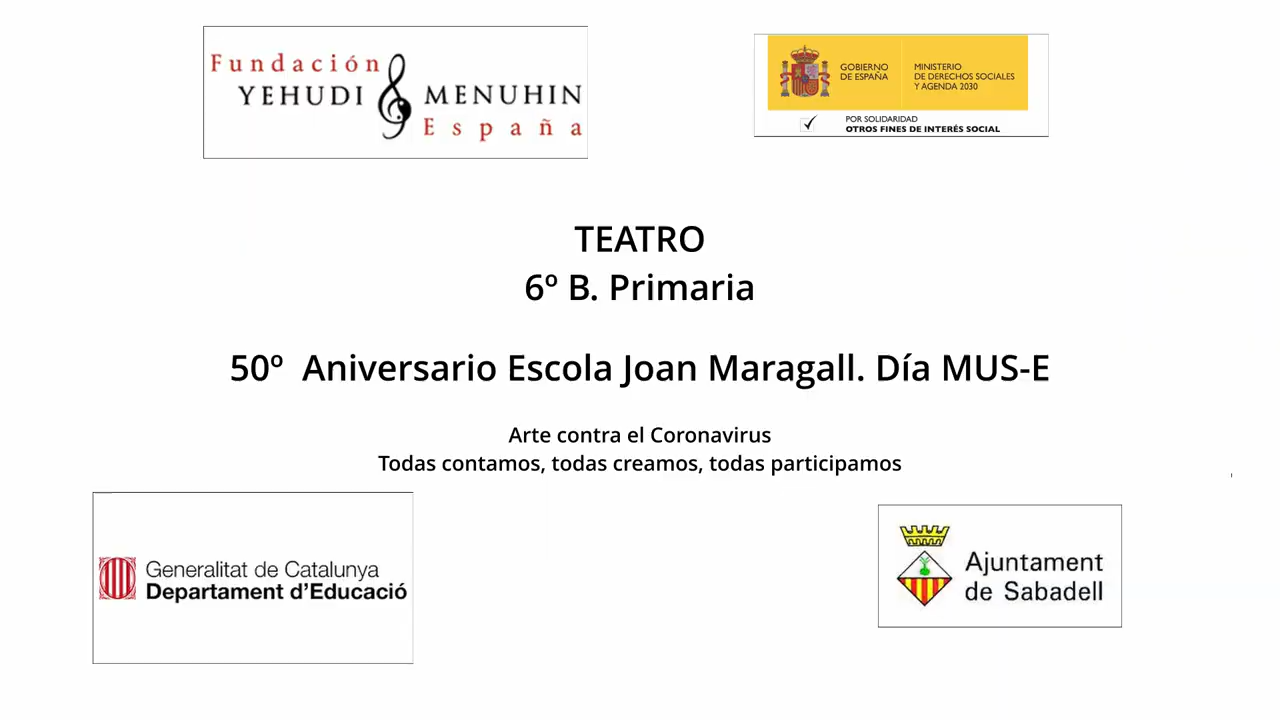 Fundación
YEHUDI MENUHIN
España
GOBIERNO
DE ESPAÑA
MINISTERIO
DE DERECHOS SOCIALES
Y AGENDA 2030
POR SOLIDARIDAD
OTROS FINES DE INTERÉS SOCIAL
TEATRO
6º B. Primaria
50º Aniversario Escola Joan Maragall. Día MUS-E
Arte contra el Coronavirus
Todas contamos, todas creamos, todas participamos
Generalitat de Catalunya
Departament d'Educació
Ajuntament
de Sabadell